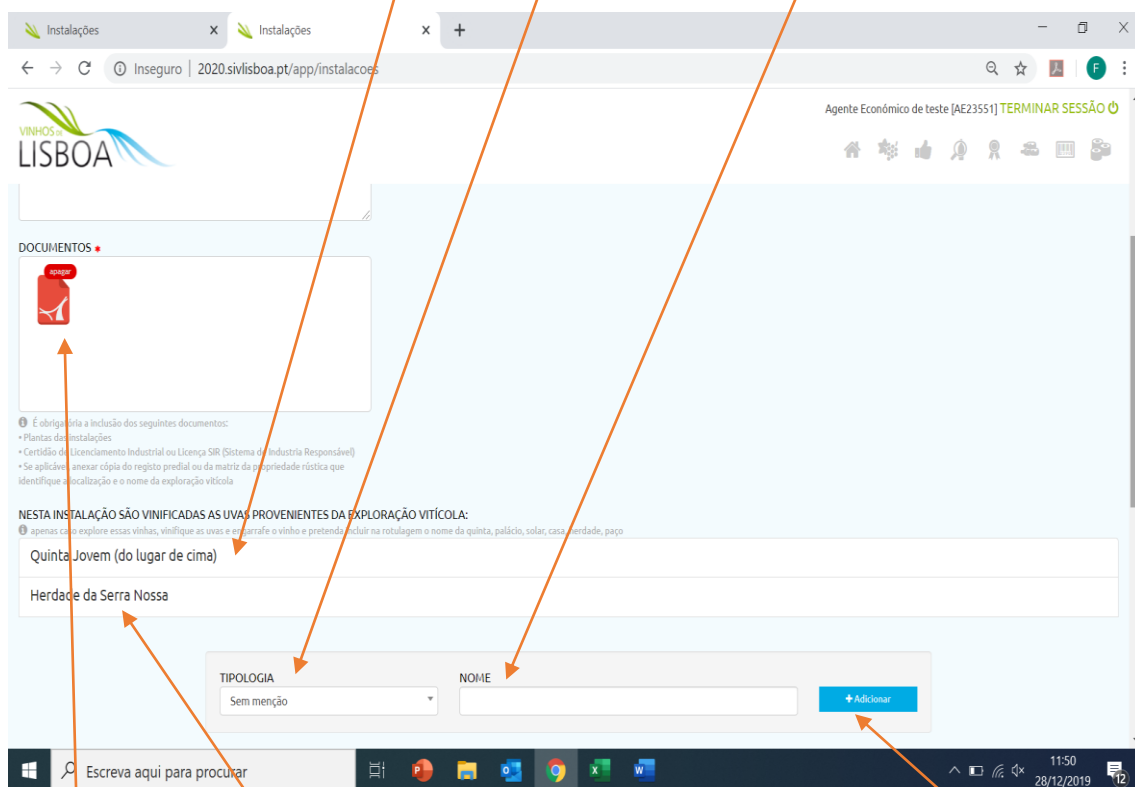 Instalações
Instalações
Inseguro | 2020.sivlisboa.pt/app/instalacoes
F
Agente Económico de teste [AE23551] TERMINAR SESSÃO
VINHOS DE
LISBOA
DOCUMENTOS *
apagar
É obrigatória a inclusão dos seguintes documentos:
• Plantas das instalações
• Certidão de Licenciamento Industrial ou Licença SIR (Sistema de Industria Responsável)
• Se aplicável anexar cópia do registo predial ou da matriz da propriedade rústica que
identifique a localização e o nome da exploração vitícola
NESTA INSTALAÇÃO SÃO VINIFICADAS AS UVAS PROVENIENTES DA EXPLORAÇÃO VITÍCOLA:
apenas caso explore essas vinhas, vinifique as uvas e engarrafe o vinho e pretenda incluir na rotulagem o nome da quinta, palácio, solar, casa, herdade, paço
Quinta Jovem (do lugar de cima)
Herdade da Serra Nossa
TIPOLOGIA
NOME
Sem menção
+ Adicionar
Escreva aqui para procurar
11:50
28/12/2019
12